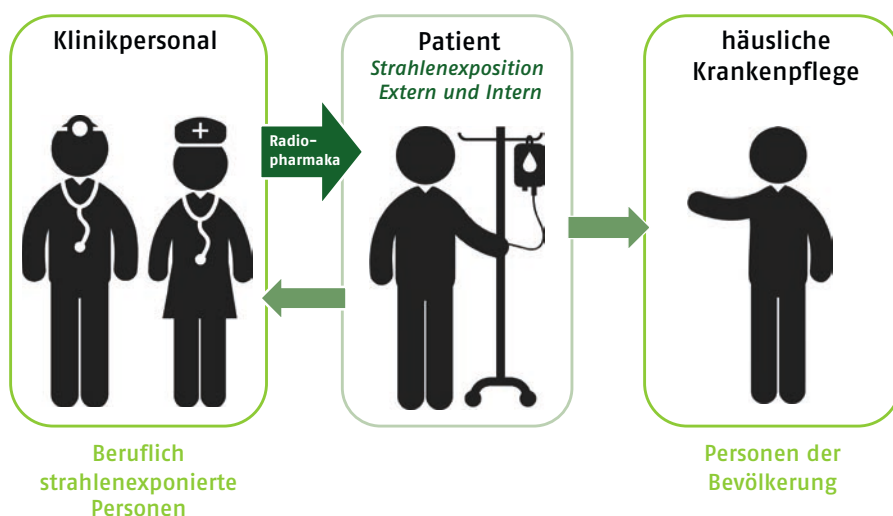 Klinikpersonal
Radio-
pharmaka
Beruflich
strahlenexponierte
Personen
Patient
Strahlenexposition
Extern und Intern
häusliche
Krankenpflege
Personen der
Bevölkerung